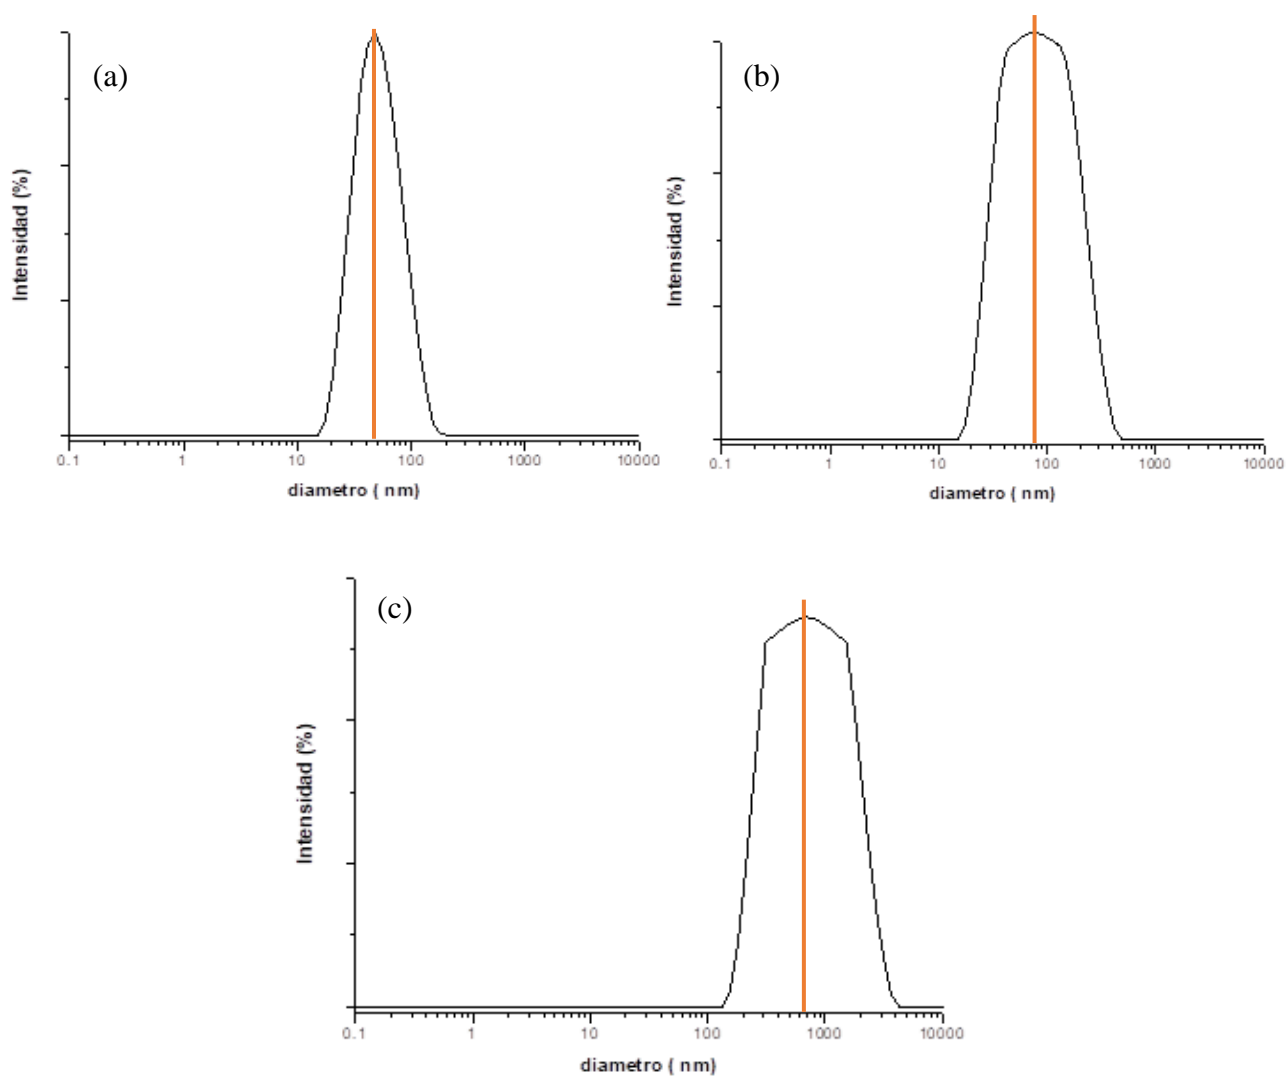 (a)
Intensidad (%)
0.1 1 10 100 1000 10000
diametro ( nm)
(b)
Intensidad (%)
0.1 1 10 100 1000 10000
diametro ( nm)
(c)
Intensidad (%)
0.1 1 10 100 1000 10000
diametro ( nm)